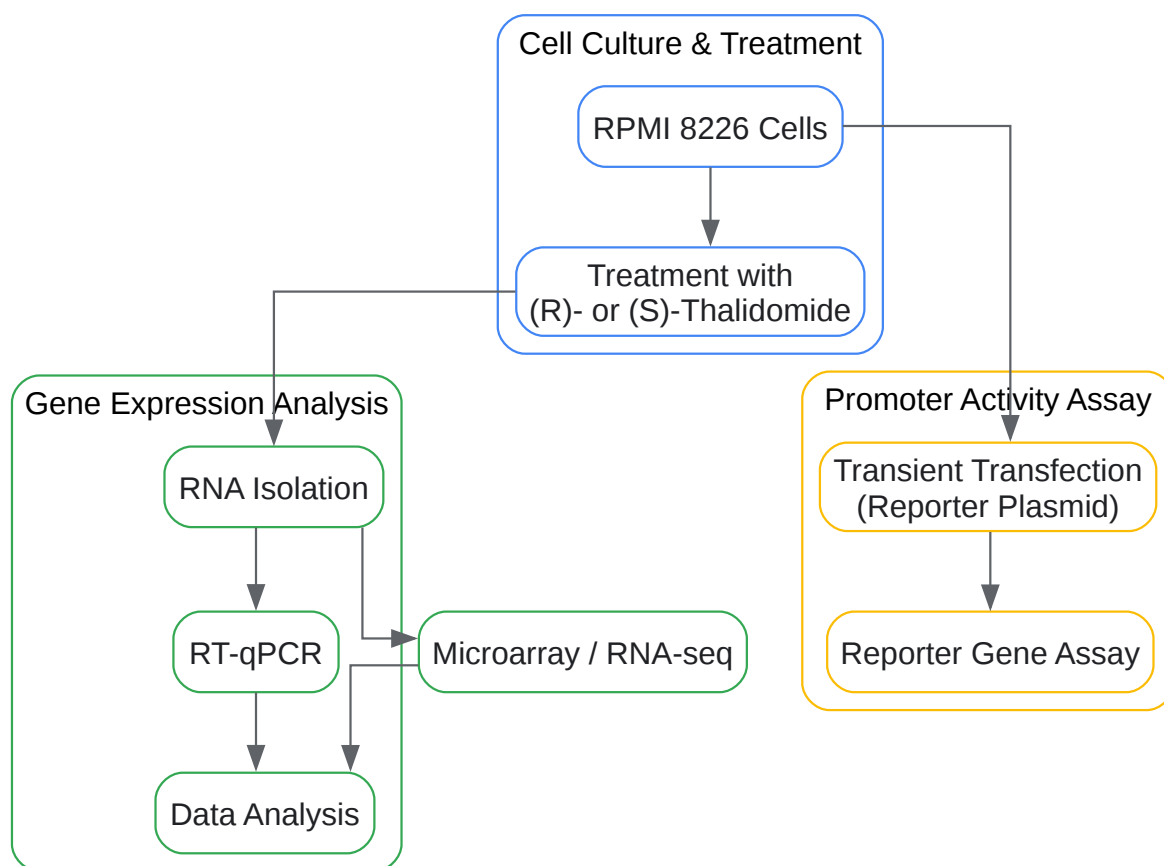 Cell Culture & Treatment
RPMI 8226 Cells
Treatment with
(R)- or (S)-Thalidomide
Gene Expression Analysis
RNA Isolation
RT-qPCR
Microarray / RNA-seq
Data Analysis
Promoter Activity Assay
Transient Transfection
(Reporter Plasmid)
Reporter Gene Assay